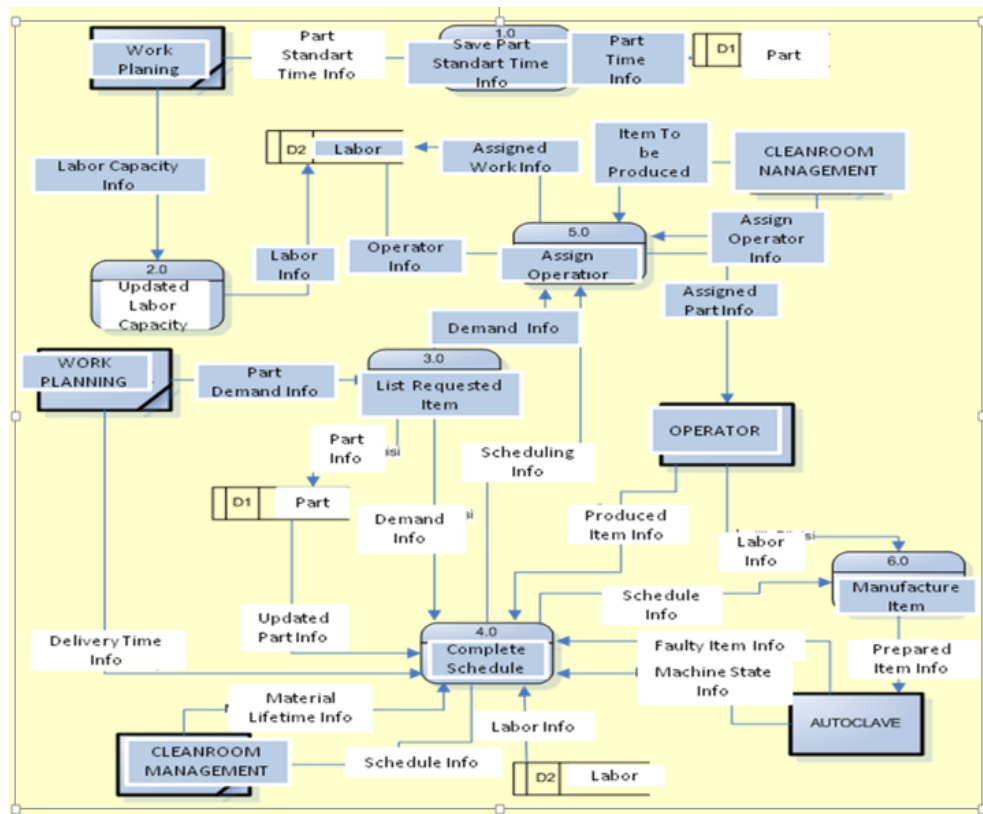 Work
Planing
Part
Standart
Time Info
1.0
Save Part
Standart Time
Info
Part
Time
Info
D1
Part
Labor Capacity
Info
D2
Labor
Assigned
Work Info
Item To
be
Produced
CLEANROOM
NANAGEMENT
2.0
Updated
Labor
Capacity
Labor
Info
Operator
Info
5.0
Assign
Operator
Assign
Operator
Info
Assigned
Part Info
Demand Info
WORK
PLANNING
Part
Demand Info
3.0
List Requested
Item
OPERATOR
Part
Info
isi
Scheduling
Info
D1
Part
Demand
Info
si
Produced
Item Info
Labor
Info
si
6.0
Manufacture
Item
Schedule
Info
Updated
Part Info
Delivery Time
Info
4.0
Complete
Schedule
Faulty Item Info
Machine State
Info
Prepared
Item Info
Material
Lifetime Info
Labor Info
AUTOCLAVE
CLEANROOM
MANAGEMENT
Schedule Info
D2
Labor